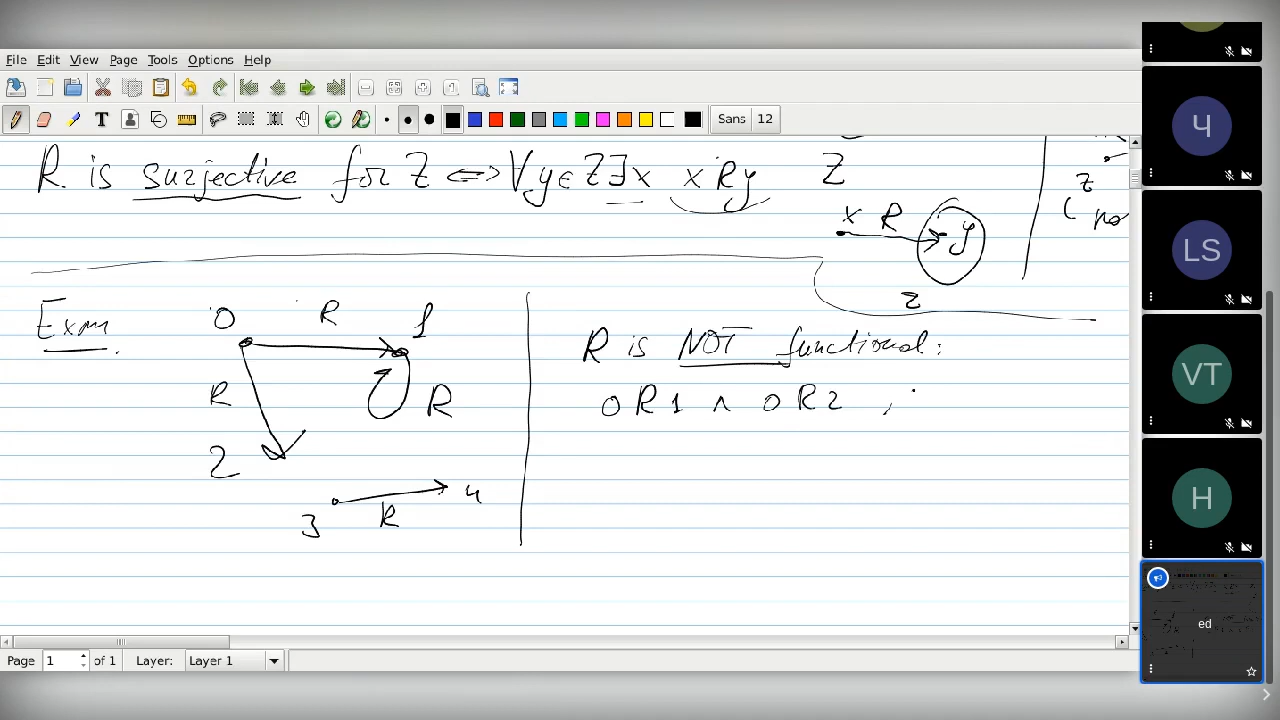 File Edit View Page Tools Options Help
Sans 12
R is surjective for Z ⇔ ∀y∈Z ∃x xRy
Z
x R y
Z
Z
Exm.
0 R 1
R
R
2
3 R 4
R is NOT functional:
0R1 ∧ 0R2,
Page 1 of 1 Layer: Layer 1
Ч
LS
VT
H
ed